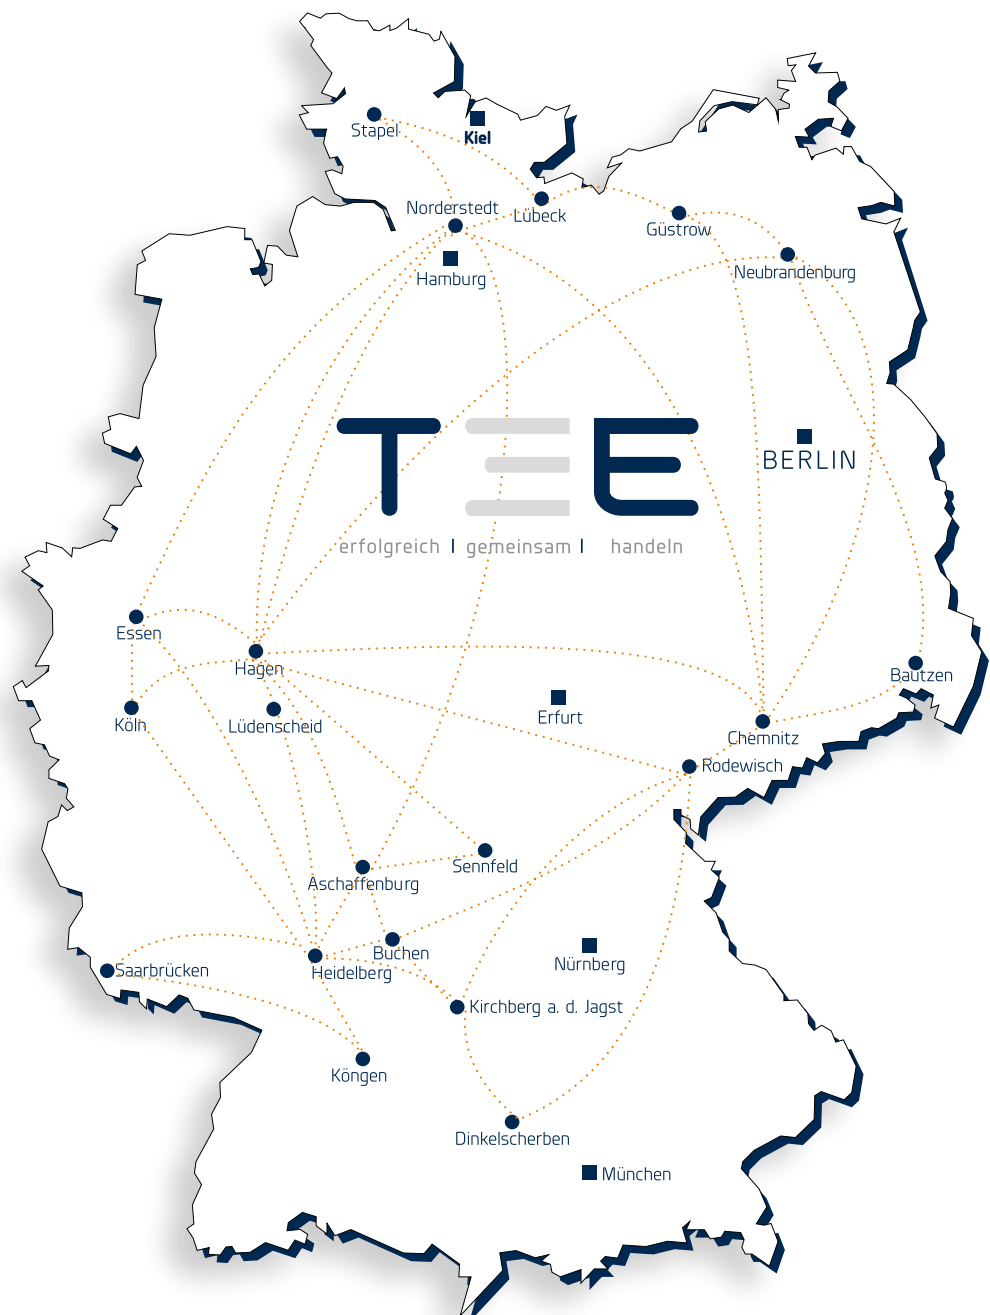 Stapel
Kiel
Norderstedt
Lübeck
Güstrow
Hamburg
Neubrandenburg
TEE
BERLIN
erfolgreich | gemeinsam | handeln
Essen
Hagen
Bautzen
Köln
Lüdenscheid
Erfurt
Chemnitz
Rodewisch
Sennfeld
Aschaffenburg
Buchen
Nürnberg
Saarbrücken
Heidelberg
Kirchberg a. d. Jagst
Köngen
Dinkelscherben
München